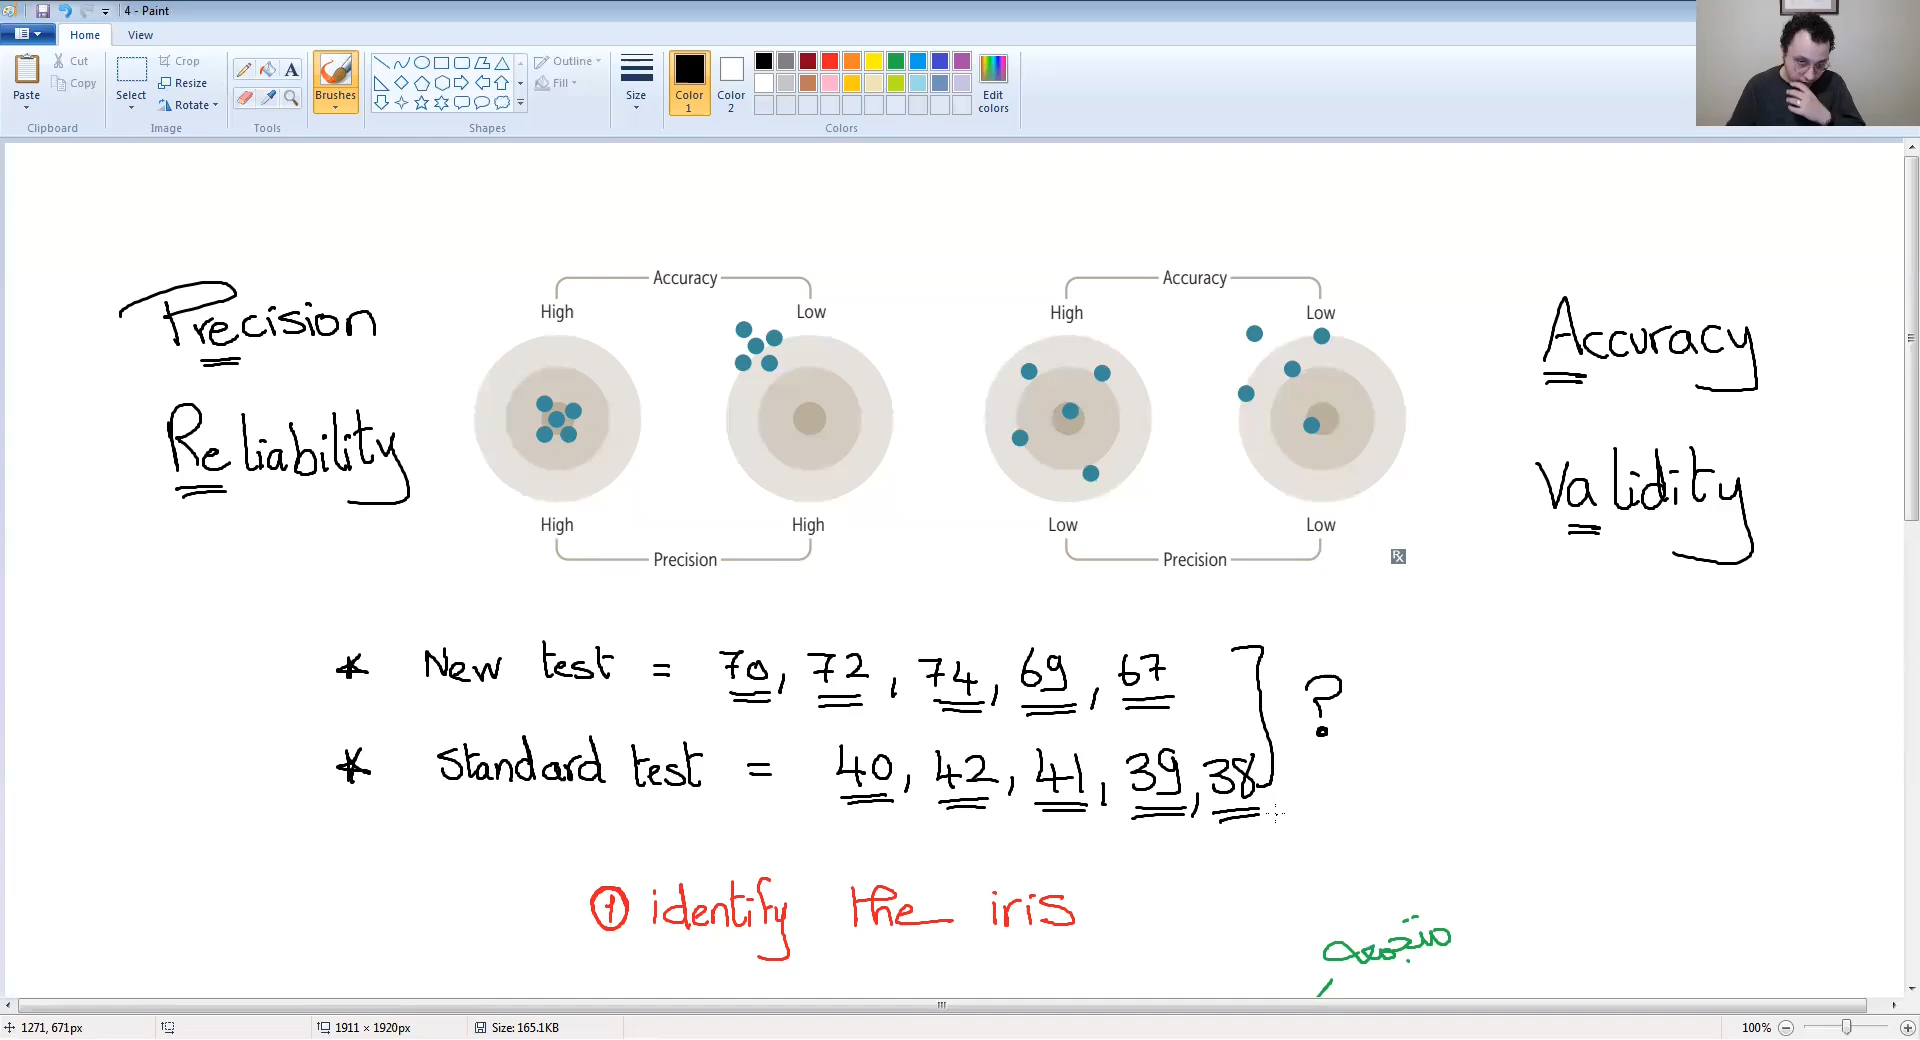 4 - Paint
Home View
Paste
Cut
Copy
Clipboard
Select
Crop
Resize
Rotate
Image
Tools
Brushes
Shapes
Outline
Fill
Size
Color 1
Color 2
Edit colors
Colors
Precision
Reliability
Accuracy
High Low
High High
Precision
Accuracy
High Low
Low Low
Precision
Rx
Accuracy
Validity
* New test = 70, 72, 74, 69, 67
* Standard test = 40, 42, 41, 39, 38
?
1 identify the iris
1271, 671px
1911 × 1920px
Size: 165.1KB
100%